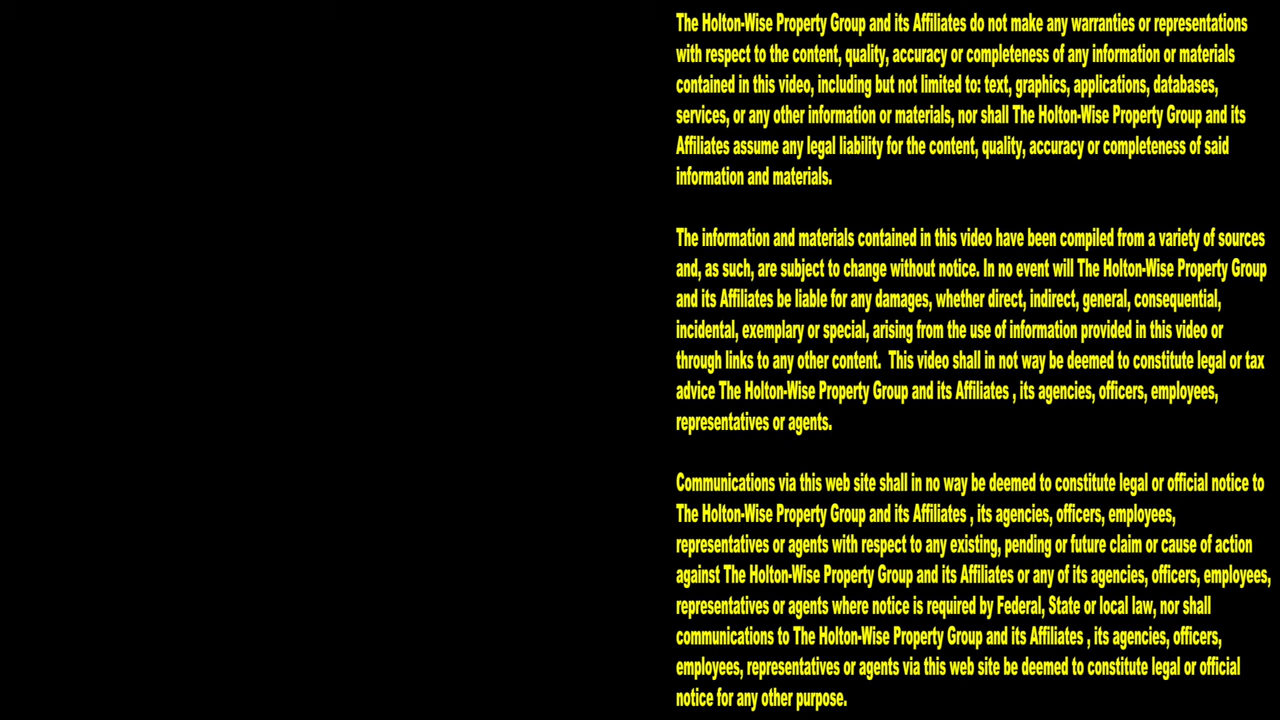 The Holton-Wise Property Group and its Affiliates do not make any warranties or representations
with respect to the content, quality, accuracy or completeness of any information or materials
contained in this video, including but not limited to: text, graphics, applications, databases,
services, or any other information or materials, nor shall The Holton-Wise Property Group and its
Affiliates assume any legal liability for the content, quality, accuracy or completeness of said
information and materials.
The information and materials contained in this video have been compiled from a variety of sources
and, as such, are subject to change without notice. In no event will The Holton-Wise Property Group
and its Affiliates be liable for any damages, whether direct, indirect, general, consequential,
incidental, exemplary or special, arising from the use of information provided in this video or
through links to any other content.  This video shall in not way be deemed to constitute legal or tax
advice The Holton-Wise Property Group and its Affiliates , its agencies, officers, employees,
representatives or agents.
Communications via this web site shall in no way be deemed to constitute legal or official notice to
The Holton-Wise Property Group and its Affiliates , its agencies, officers, employees,
representatives or agents with respect to any existing, pending or future claim or cause of action
against The Holton-Wise Property Group and its Affiliates or any of its agencies, officers, employees,
representatives or agents where notice is required by Federal, State or local law, nor shall
communications to The Holton-Wise Property Group and its Affiliates , its agencies, officers,
employees, representatives or agents via this web site be deemed to constitute legal or official
notice for any other purpose.